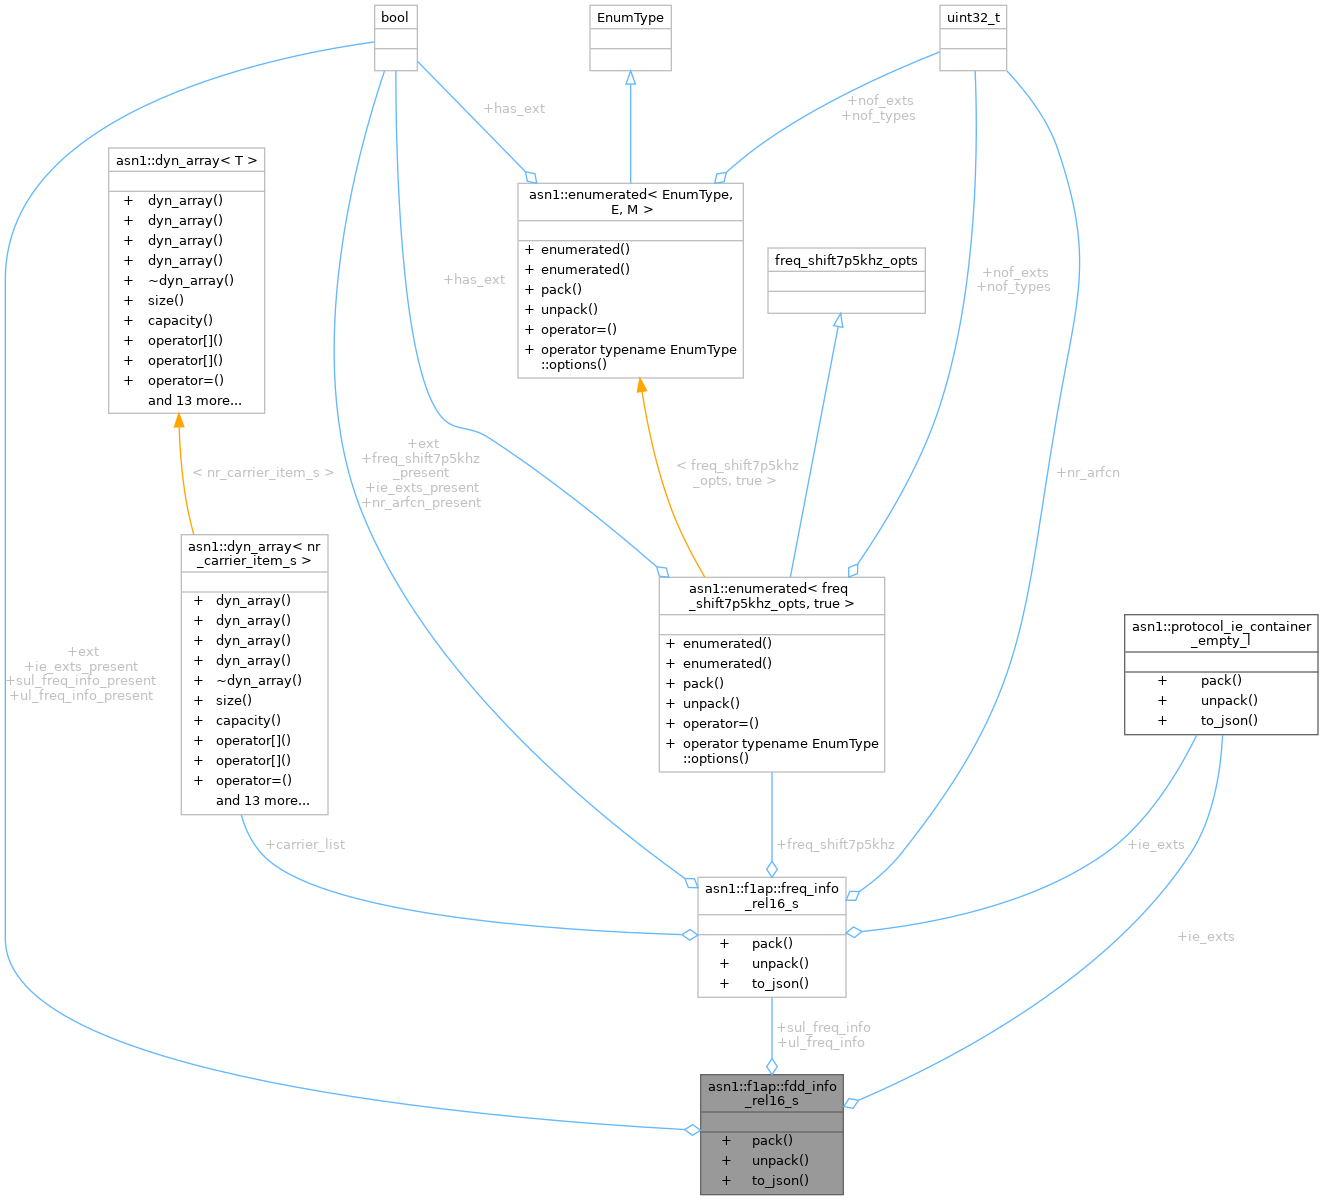 bool
EnumType
uint32_t
+has_ext
+nof_exts
+nof_types
asn1::dyn_array< T >
+ dyn_array()
+ dyn_array()
+ dyn_array()
+ dyn_array()
+ ~dyn_array()
+ size()
+ capacity()
+ operator[]()
+ operator[]()
+ operator=()
and 13 more...
asn1::enumerated< EnumType,
E, M >
+ enumerated()
+ enumerated()
+ pack()
+ unpack()
+ operator=()
+ operator typename EnumType
::options()
freq_shift7p5khz_opts
+has_ext
+nof_exts
+nof_types
+ext
+freq_shift7p5khz
_present
+ie_exts_present
+nr_arfcn_present
< nr_carrier_item_s >
< freq_shift7p5khz
_opts, true >
+nr_arfcn
asn1::dyn_array< nr
_carrier_item_s >
+ dyn_array()
+ dyn_array()
+ dyn_array()
+ dyn_array()
+ ~dyn_array()
+ size()
+ capacity()
+ operator[]()
+ operator[]()
+ operator=()
and 13 more...
asn1::enumerated< freq
_shift7p5khz_opts, true >
+ enumerated()
+ enumerated()
+ pack()
+ unpack()
+ operator=()
+ operator typename EnumType
::options()
asn1::protocol_ie_container
_empty_l
+ pack()
+ unpack()
+ to_json()
+ext
+ie_exts_present
+sul_freq_info_present
+ul_freq_info_present
+carrier_list
+freq_shift7p5khz
+ie_exts
asn1::f1ap::freq_info
_rel16_s
+ pack()
+ unpack()
+ to_json()
+ie_exts
+sul_freq_info
+ul_freq_info
asn1::f1ap::fdd_info
_rel16_s
+ pack()
+ unpack()
+ to_json()